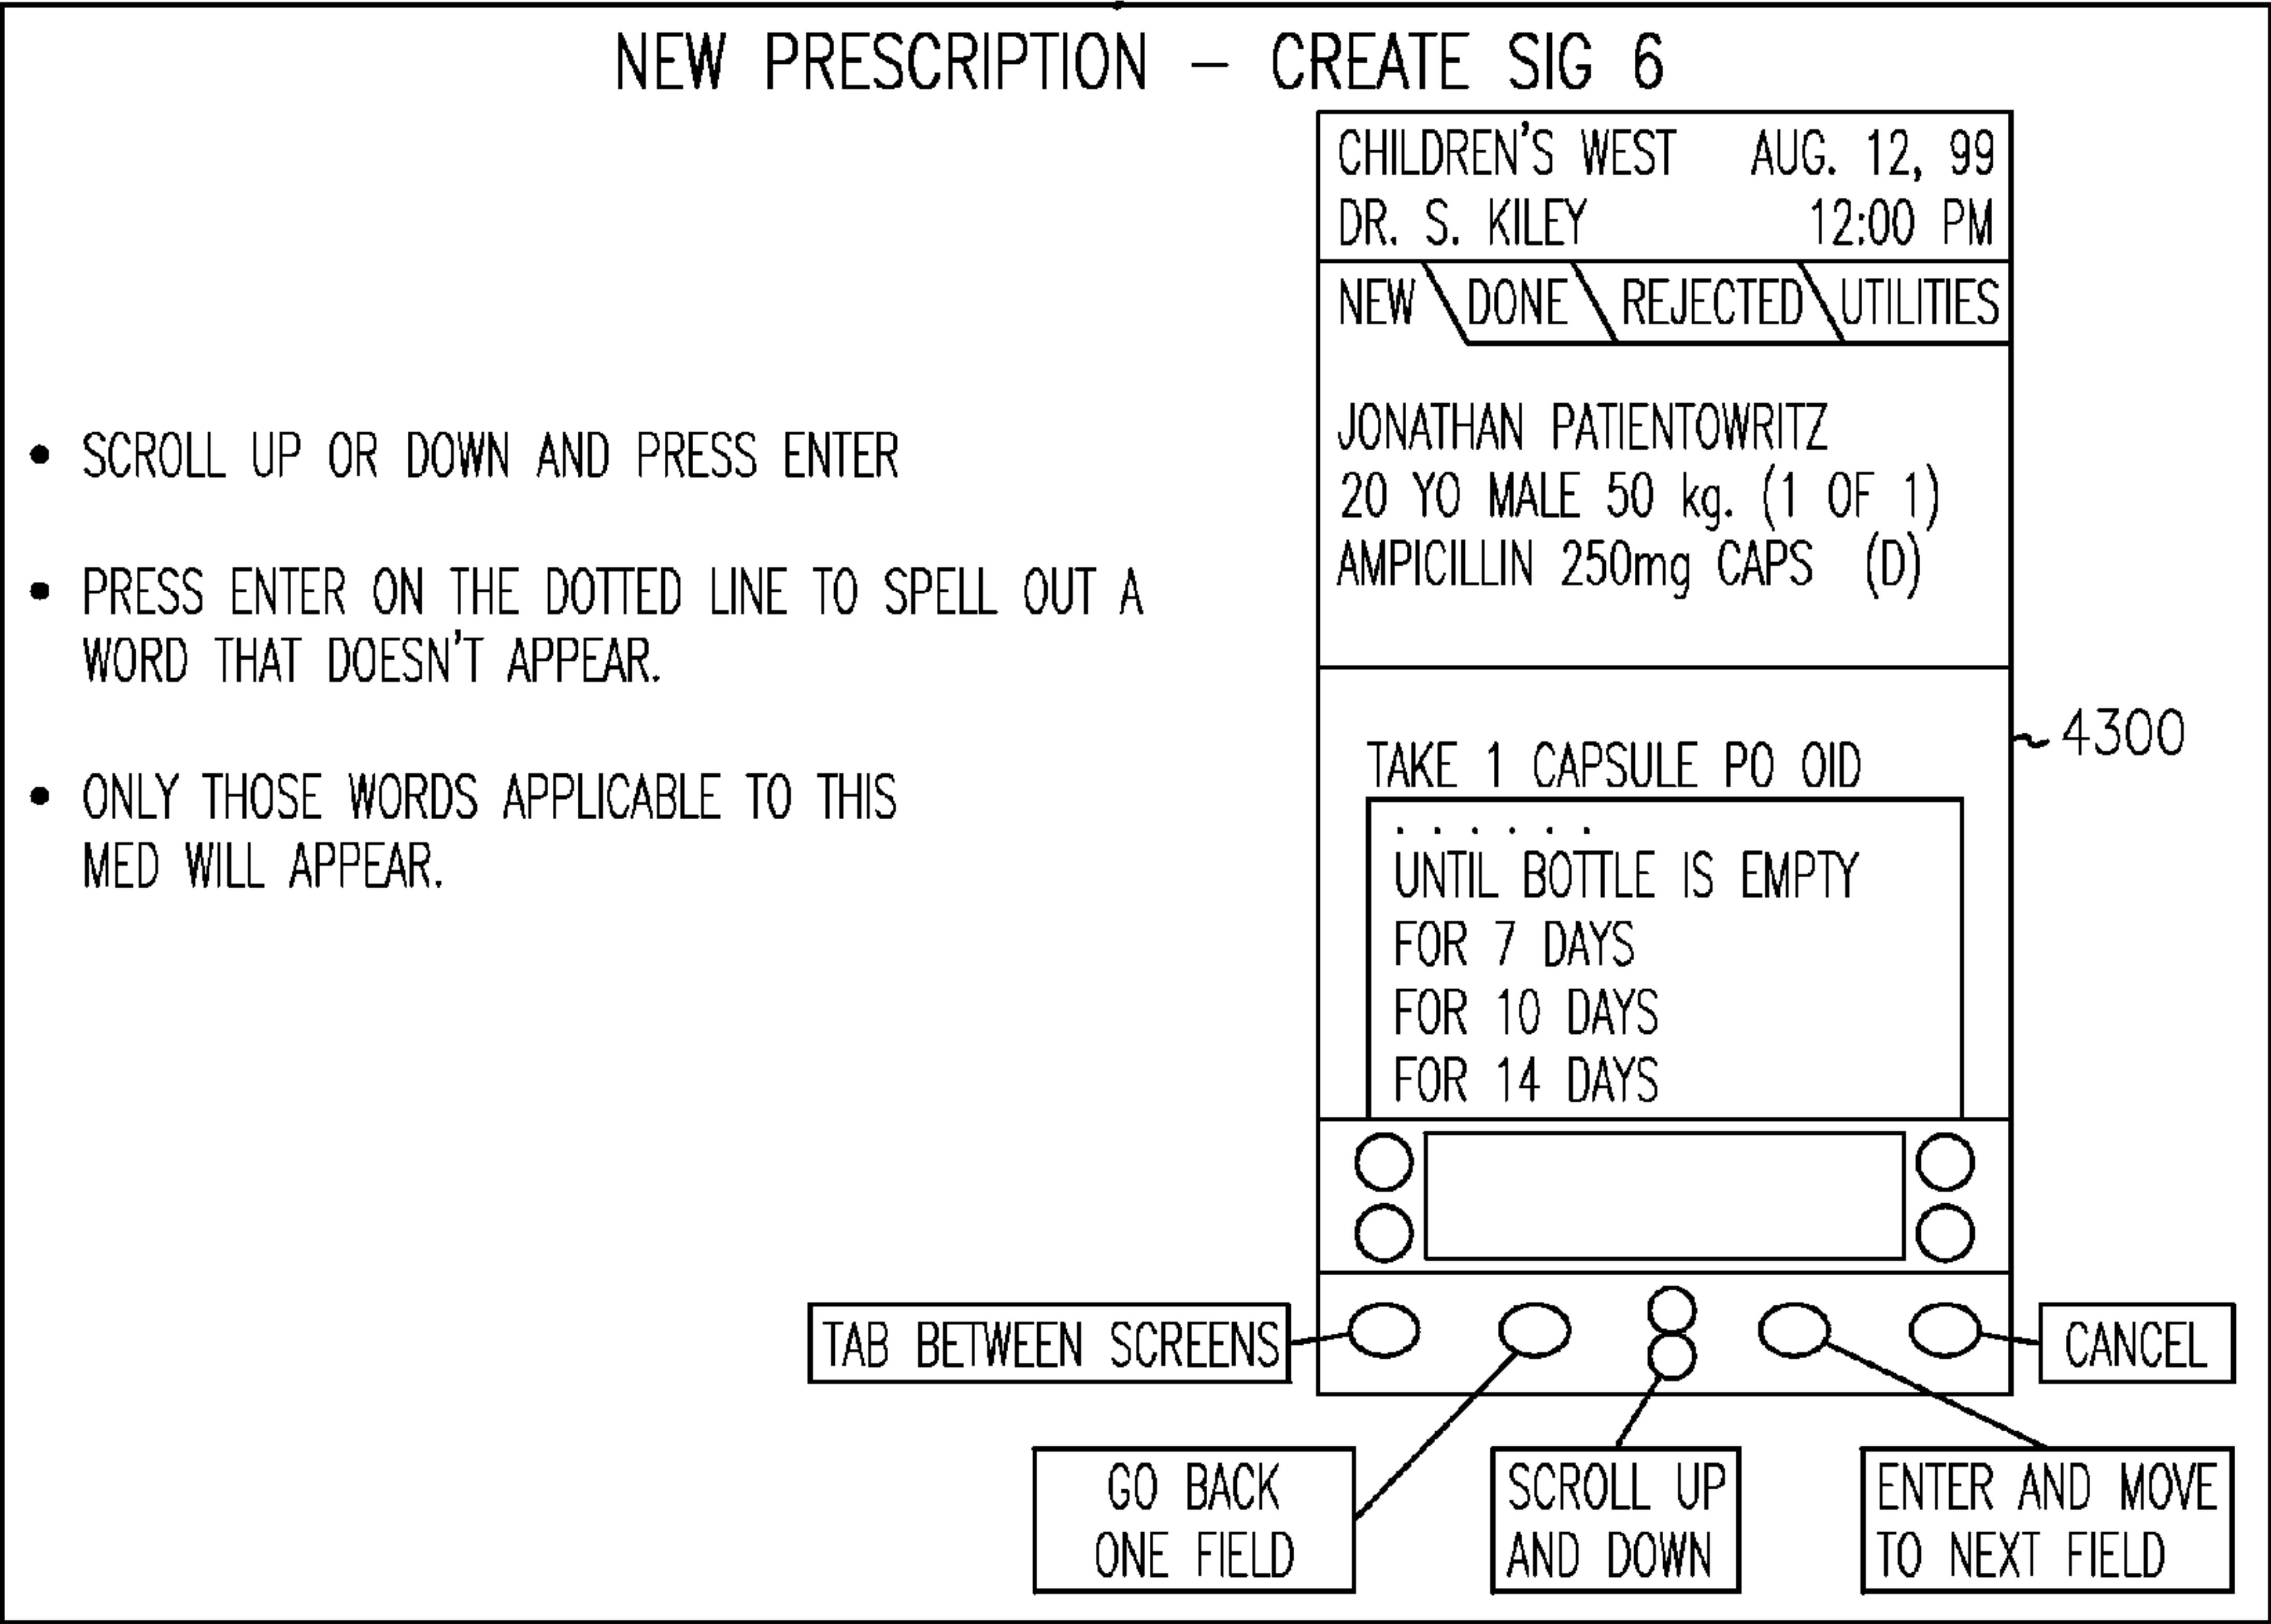 NEW PRESCRIPTION – CREATE SIG 6
CHILDREN'S WEST AUG. 12, 99
DR. S. KILEY 12:00 PM
NEW DONE REJECTED UTILITIES
JONATHAN PATIENTOWRITZ
20 YO MALE 50 kg. (1 OF 1)
AMPICILLIN 250mg CAPS (D)
• SCROLL UP OR DOWN AND PRESS ENTER
• PRESS ENTER ON THE DOTTED LINE TO SPELL OUT A
WORD THAT DOESN'T APPEAR.
• ONLY THOSE WORDS APPLICABLE TO THIS
MED WILL APPEAR.
4300
TAKE 1 CAPSULE PO OID
. . . . . .
UNTIL BOTTLE IS EMPTY
FOR 7 DAYS
FOR 10 DAYS
FOR 14 DAYS
TAB BETWEEN SCREENS
CANCEL
GO BACK
ONE FIELD
SCROLL UP
AND DOWN
ENTER AND MOVE
TO NEXT FIELD